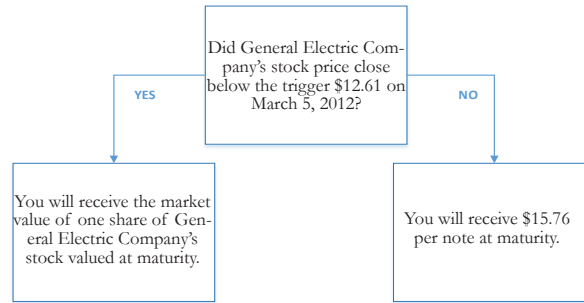 Did General Electric Com-
pany's stock price close
below the trigger $12.61 on
March 5, 2012?
YES
NO
You will receive the market
value of one share of Gen-
eral Electric Company's
stock valued at maturity.
You will receive $15.76
per note at maturity.